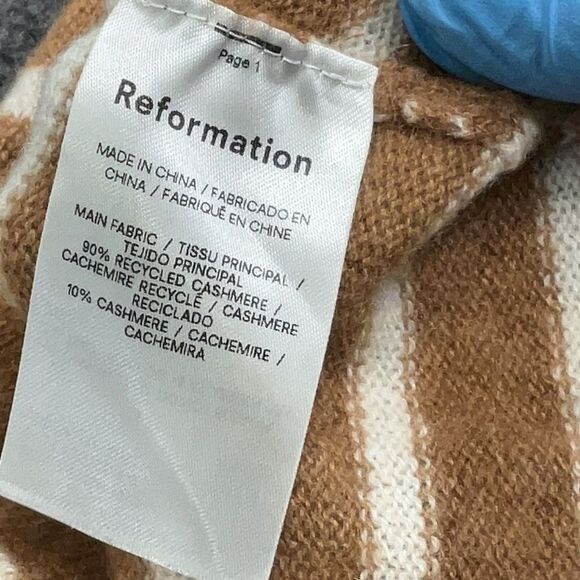 Page 1
Reformation
MADE IN CHINA / FABRICADO EN
CHINA / FABRIQUÉ EN CHINE
MAIN FABRIC / TISSU PRINCIPAL /
TEJIDO PRINCIPAL
90% RECYCLED CASHMERE /
CACHEMIRE RECYCLÉ / CASHMERE
RECICLADO
10% CASHMERE / CACHEMIRE /
CACHEMIRA